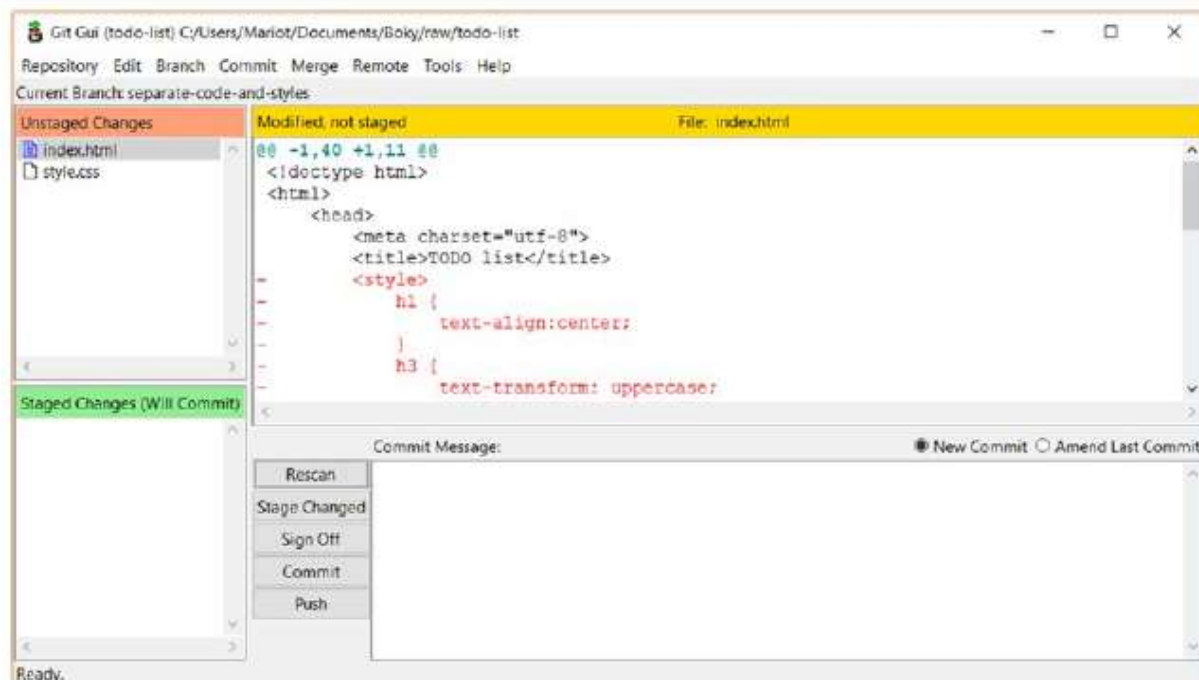 Git Gui (todo-list) C:/Users/Mariot/Documents/Boky/raw/todo-list
Repository Edit Branch Commit Merge Remote Tools Help
Current Branch: separate-code-and-styles
Unstaged Changes
index.html
style.css
Staged Changes (Will Commit)
Modified, not staged File: index.html
@@ -1,40 +1,11 @@
<!doctype html>
<html>
<head>
<meta charset="utf-8">
<title>TODO list</title>
- <style>
- h1 {
- text-align:center;
- }
- h3 {
- text-transform: uppercase;
Commit Message: New Commit Amend Last Commit
Rescan
Stage Changed
Sign Off
Commit
Push
Ready.